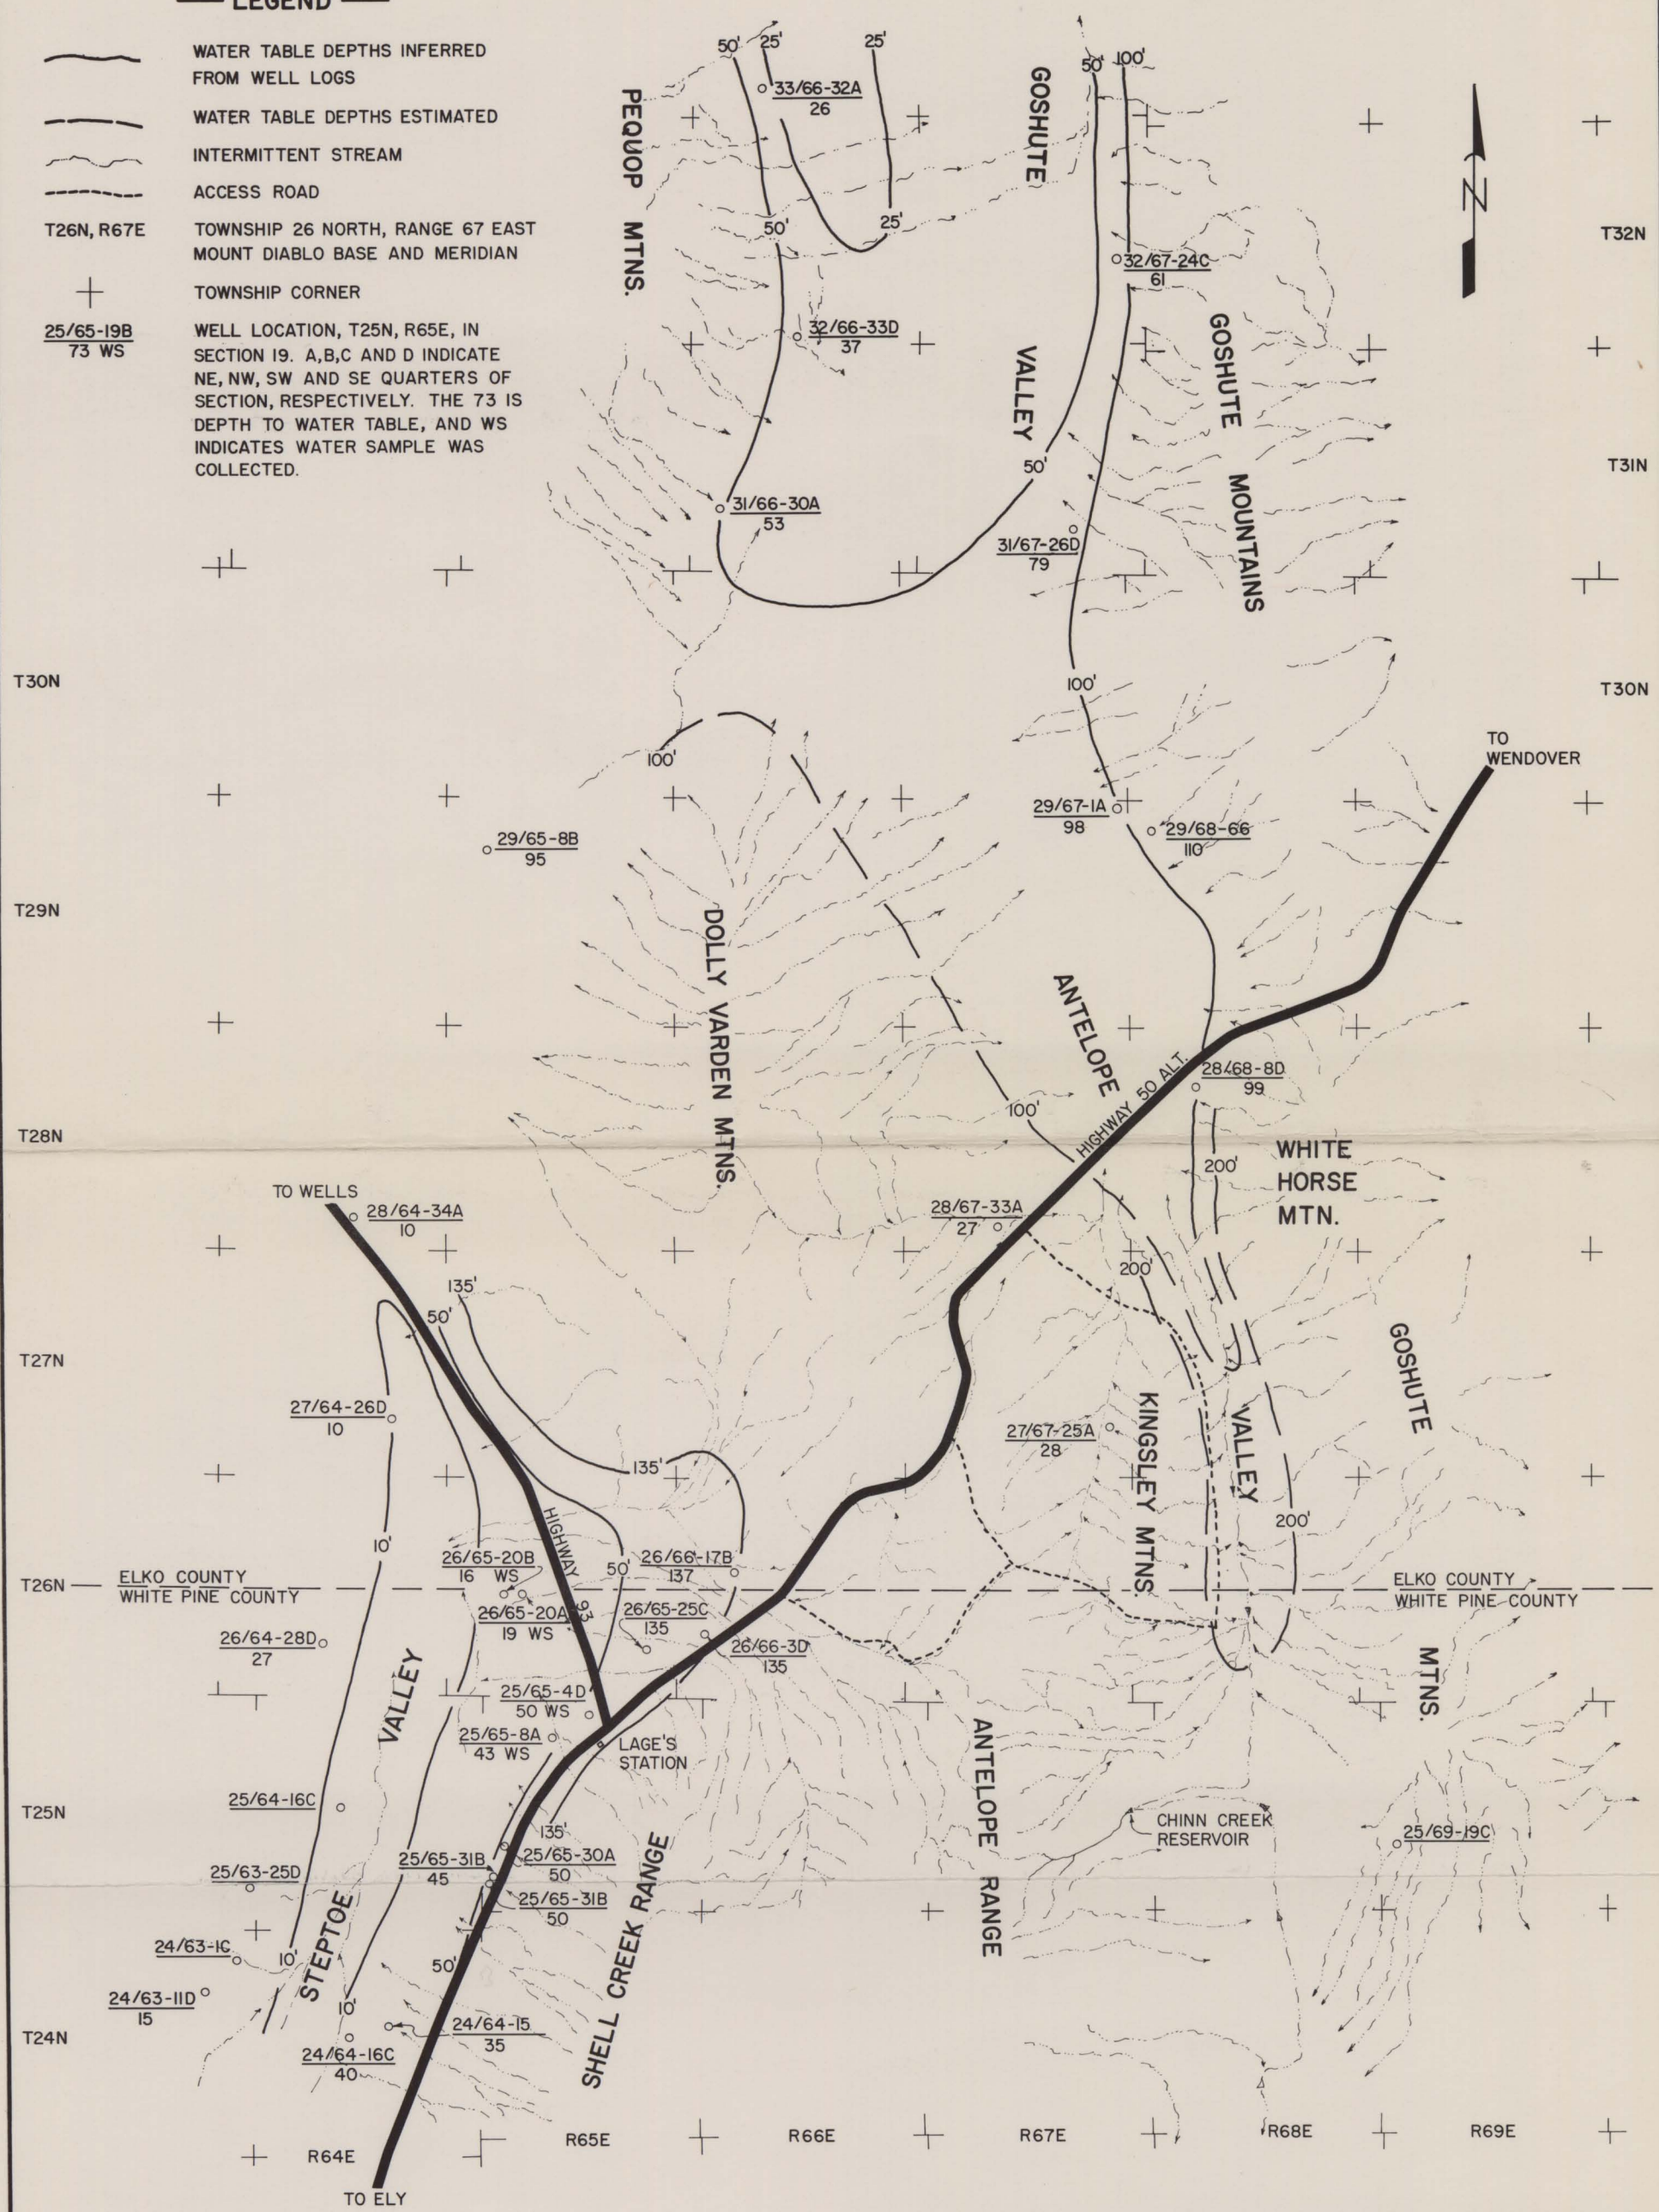 LEGEND
WATER TABLE DEPTHS INFERRED
FROM WELL LOGS
WATER TABLE DEPTHS ESTIMATED
INTERMITTENT STREAM
ACCESS ROAD
T26N, R67E
TOWNSHIP 26 NORTH, RANGE 67 EAST
MOUNT DIABLO BASE AND MERIDIAN
TOWNSHIP CORNER
25/65-19B
73 WS
WELL LOCATION, T25N, R65E, IN
SECTION 19. A,B,C AND D INDICATE
NE, NW, SW AND SE QUARTERS OF
SECTION, RESPECTIVELY. THE 73 IS
DEPTH TO WATER TABLE, AND WS
INDICATES WATER SAMPLE WAS
COLLECTED.
50'
25'
25'
50'
100'
33/66-32A
26
PEQUOP MTNS.
GOSHUTE
VALLEY
N
50'
25'
T32N
32/67-24C
61
32/66-33D
37
GOSHUTE
MOUNTAINS
50'
T31N
31/66-30A
53
31/67-26D
79
T30N
100'
T30N
100'
TO
WENDOVER
29/67-1A
98
29/68-66
110
29/65-8B
95
T29N
DOLLY VARDEN MTNS.
ANTELOPE
VALLEY
HIGHWAY 50 ALT.
28/68-8D
99
100'
T28N
200'
WHITE
HORSE
MTN.
TO WELLS
28/64-34A
10
28/67-33A
27
200'
135'
50'
T27N
GOSHUTE
MTNS.
27/64-26D
10
27/67-25A
28
KINGSLEY MTNS.
135'
200'
HIGHWAY 93
10'
26/65-20B
16 WS
50'
26/66-17B
137
T26N
ELKO COUNTY
WHITE PINE COUNTY
ELKO COUNTY
WHITE PINE COUNTY
26/65-20A
19 WS
26/65-25C
135
26/64-28D
27
26/66-3D
135
25/65-4D
50 WS
25/65-8A
43 WS
LAGE'S
STATION
STEPTOE
VALLEY
ANTELOPE RANGE
T25N
25/64-16C
135'
CHINN CREEK
RESERVOIR
25/69-19C
25/65-31B
45
25/65-30A
50
25/63-25D
25/65-31B
50
SHELL CREEK RANGE
24/63-1C
10'
50'
24/63-11D
15
10'
T24N
24/64-15
35
24/64-16C
40
R64E
R65E
R66E
R67E
R68E
R69E
TO ELY